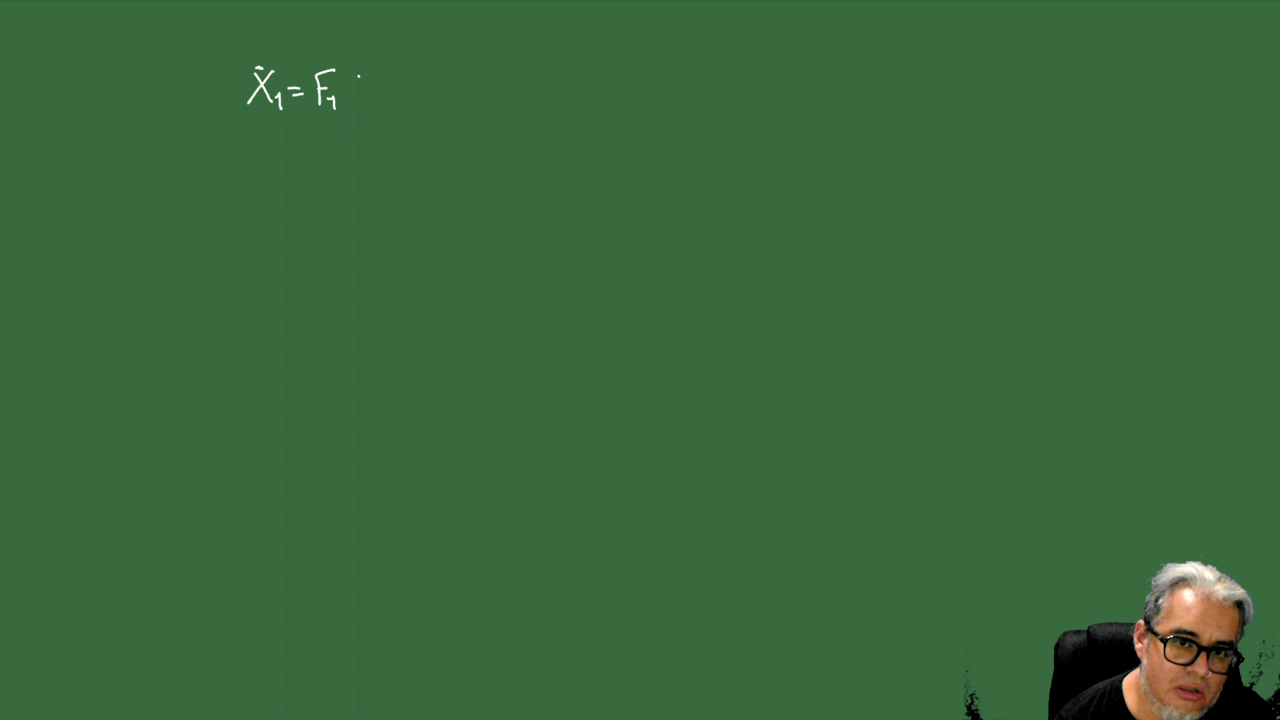 Ẋ₁ = F₁